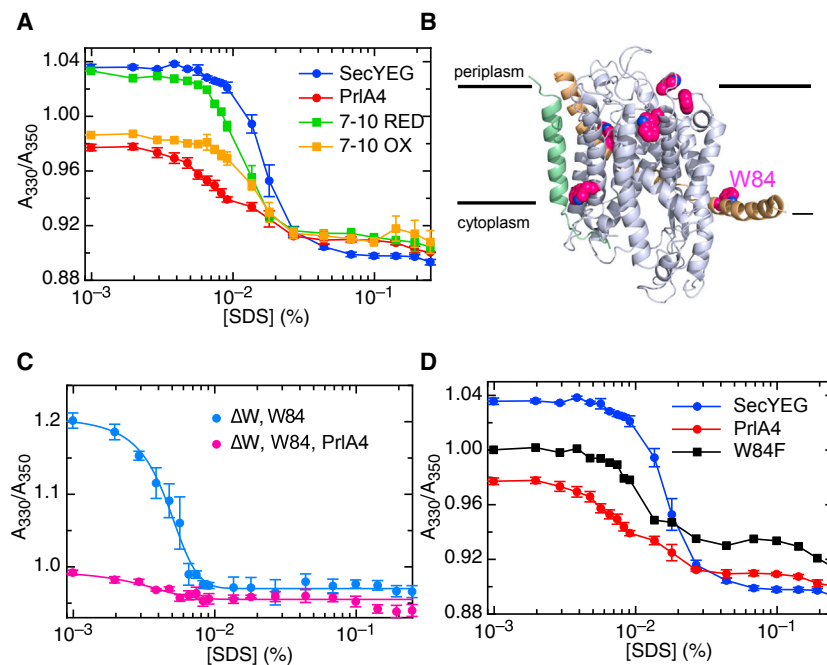 A
A330/A350
1.04
1.00
0.96
0.92
0.88
SecYEG
PrlA4
7-10 RED
7-10 OX
10−3
10−2
10−1
[SDS] (%)
B
periplasm
W84
cytoplasm
C
A330/A350
1.2
1.1
1.0
ΔW, W84
ΔW, W84, PrlA4
10−3
10−2
10−1
[SDS] (%)
D
A330/A350
1.04
1.00
0.96
0.92
0.88
SecYEG
PrlA4
W84F
10−3
10−2
10−1
[SDS] (%)